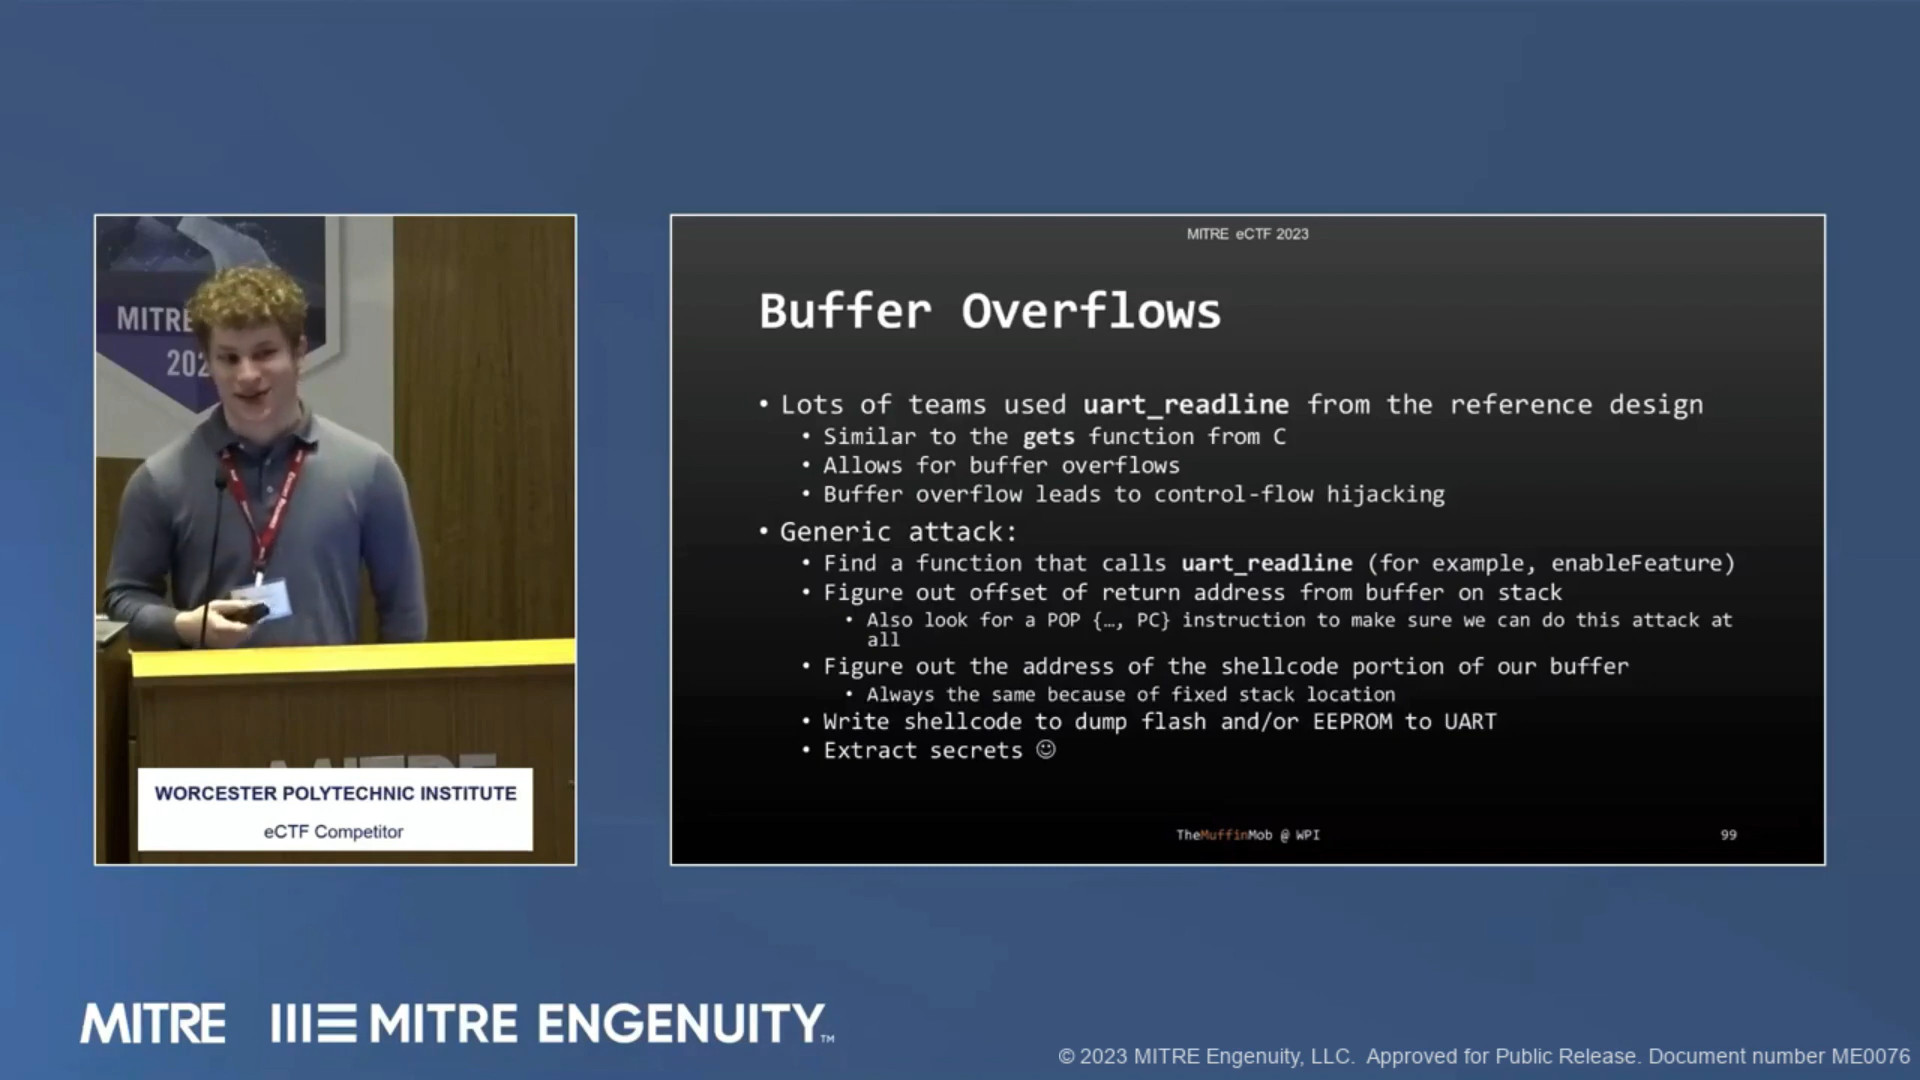 MITRE
202
WORCESTER POLYTECHNIC INSTITUTE
eCTF Competitor
MITRE eCTF 2023
Buffer Overflows
• Lots of teams used uart_readline from the reference design
• Similar to the gets function from C
• Allows for buffer overflows
• Buffer overflow leads to control-flow hijacking
• Generic attack:
• Find a function that calls uart_readline (for example, enableFeature)
• Figure out offset of return address from buffer on stack
• Also look for a POP {…, PC} instruction to make sure we can do this attack at
all
• Figure out the address of the shellcode portion of our buffer
• Always the same because of fixed stack location
• Write shellcode to dump flash and/or EEPROM to UART
• Extract secrets ☺
TheMuffinMob @ WPI
99
MITRE
MITRE ENGENUITY™
© 2023 MITRE Engenuity, LLC. Approved for Public Release. Document number ME0076